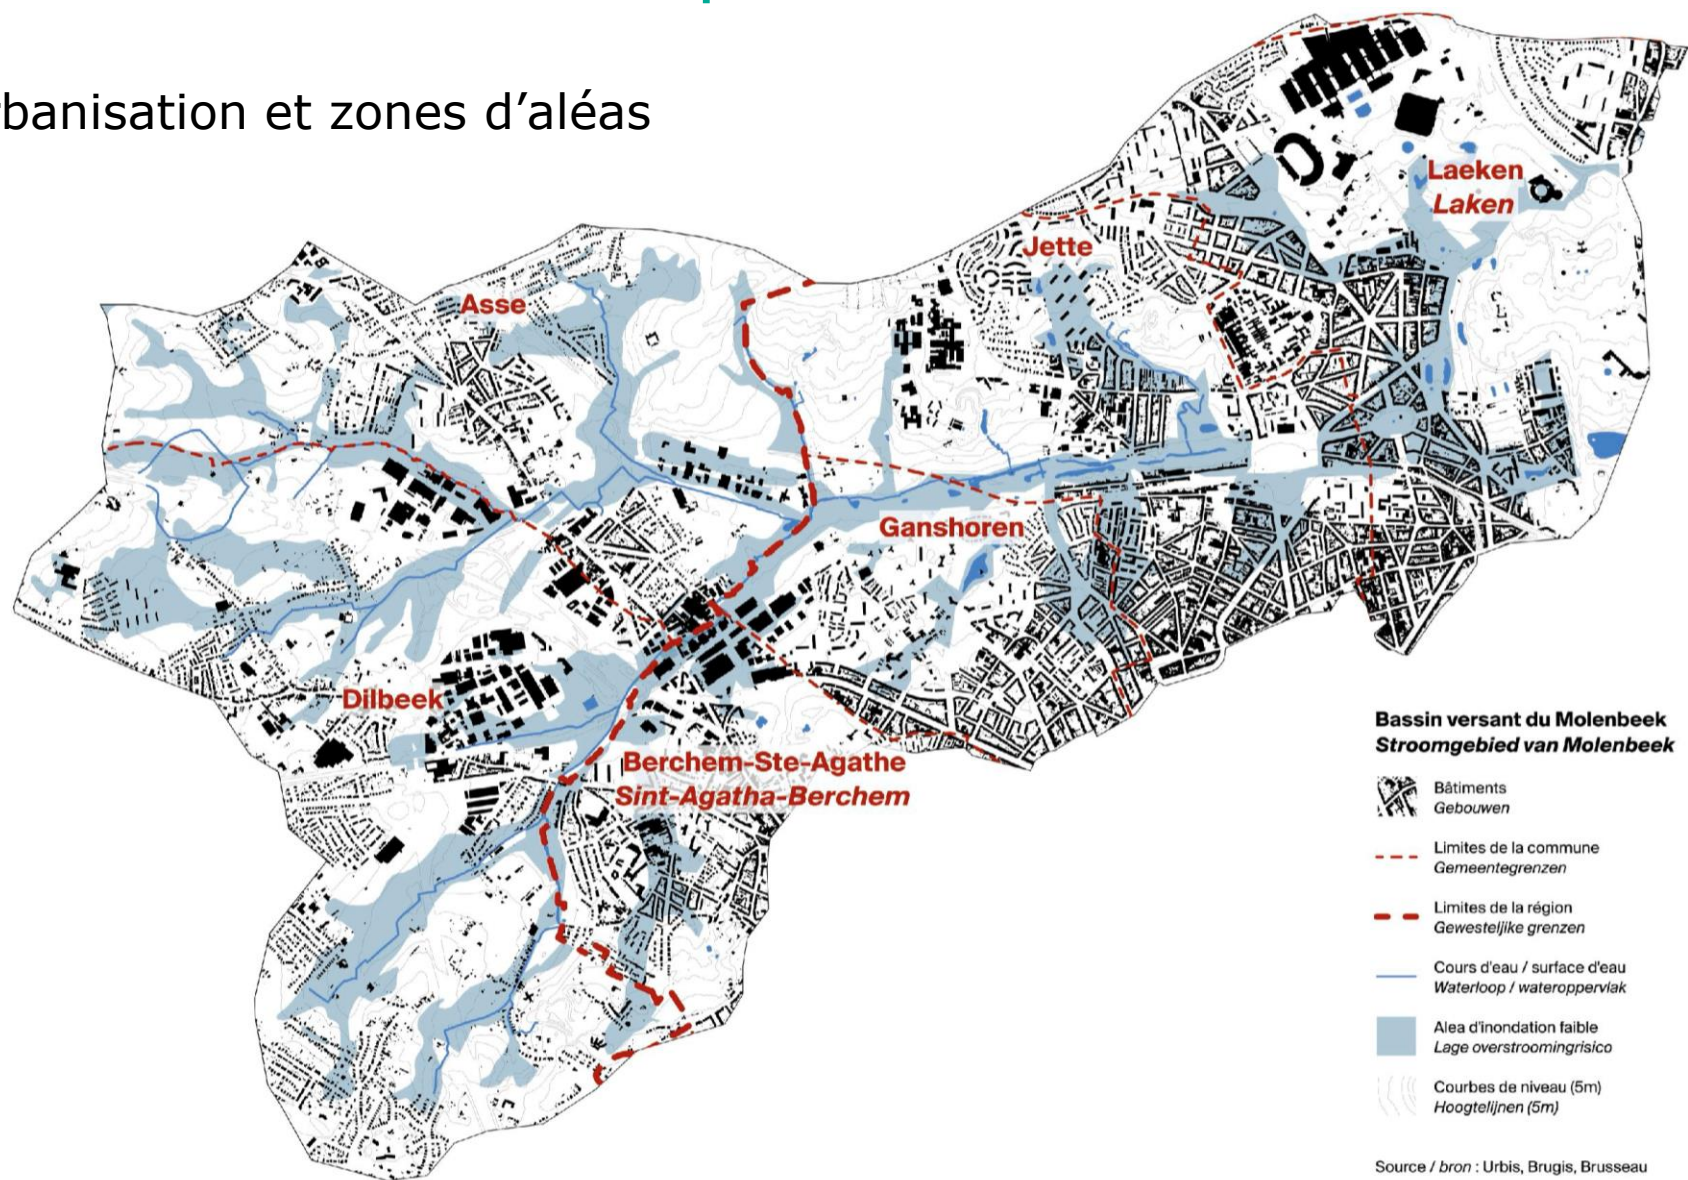 rbanisation et zones d’aléas
Laeken
Laken
Jette
Asse
Ganshoren
Dilbeek
Berchem-Ste-Agathe
Sint-Agatha-Berchem
Bassin versant du Molenbeek
Stroomgebied van Molenbeek
Bâtiments
Gebouwen
Limites de la commune
Gemeentegrenzen
Limites de la région
Gewesteljike grenzen
Cours d'eau / surface d'eau
Waterloop / wateroppervlak
Alea d'inondation faible
Lage overstroomingrisico
Courbes de niveau (5m)
Hoogtelijnen (5m)
Source / bron : Urbis, Brugis, Brusseau